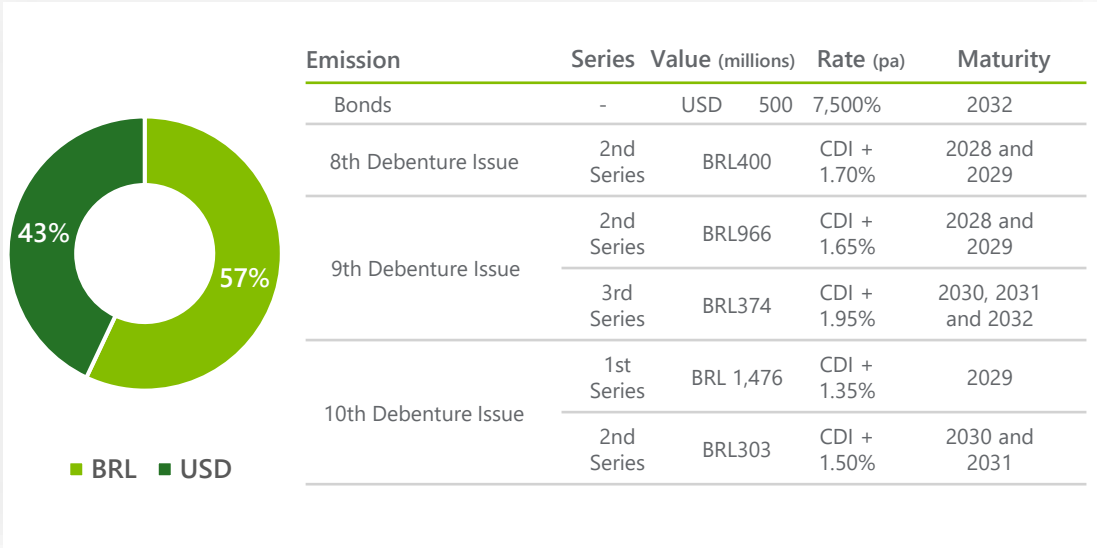 43%
57%
BRL USD
Emission Series Value (millions) Rate (pa) Maturity
Bonds - USD 500 7,500% 2032
8th Debenture Issue
2nd
Series
BRL400
CDI +
1.70%
2028 and
2029
9th Debenture Issue
2nd
Series
BRL966
CDI +
1.65%
2028 and
2029
3rd
Series
BRL374
CDI +
1.95%
2030, 2031
and 2032
10th Debenture Issue
1st
Series
BRL 1,476
CDI +
1.35%
2029
2nd
Series
BRL303
CDI +
1.50%
2030 and
2031